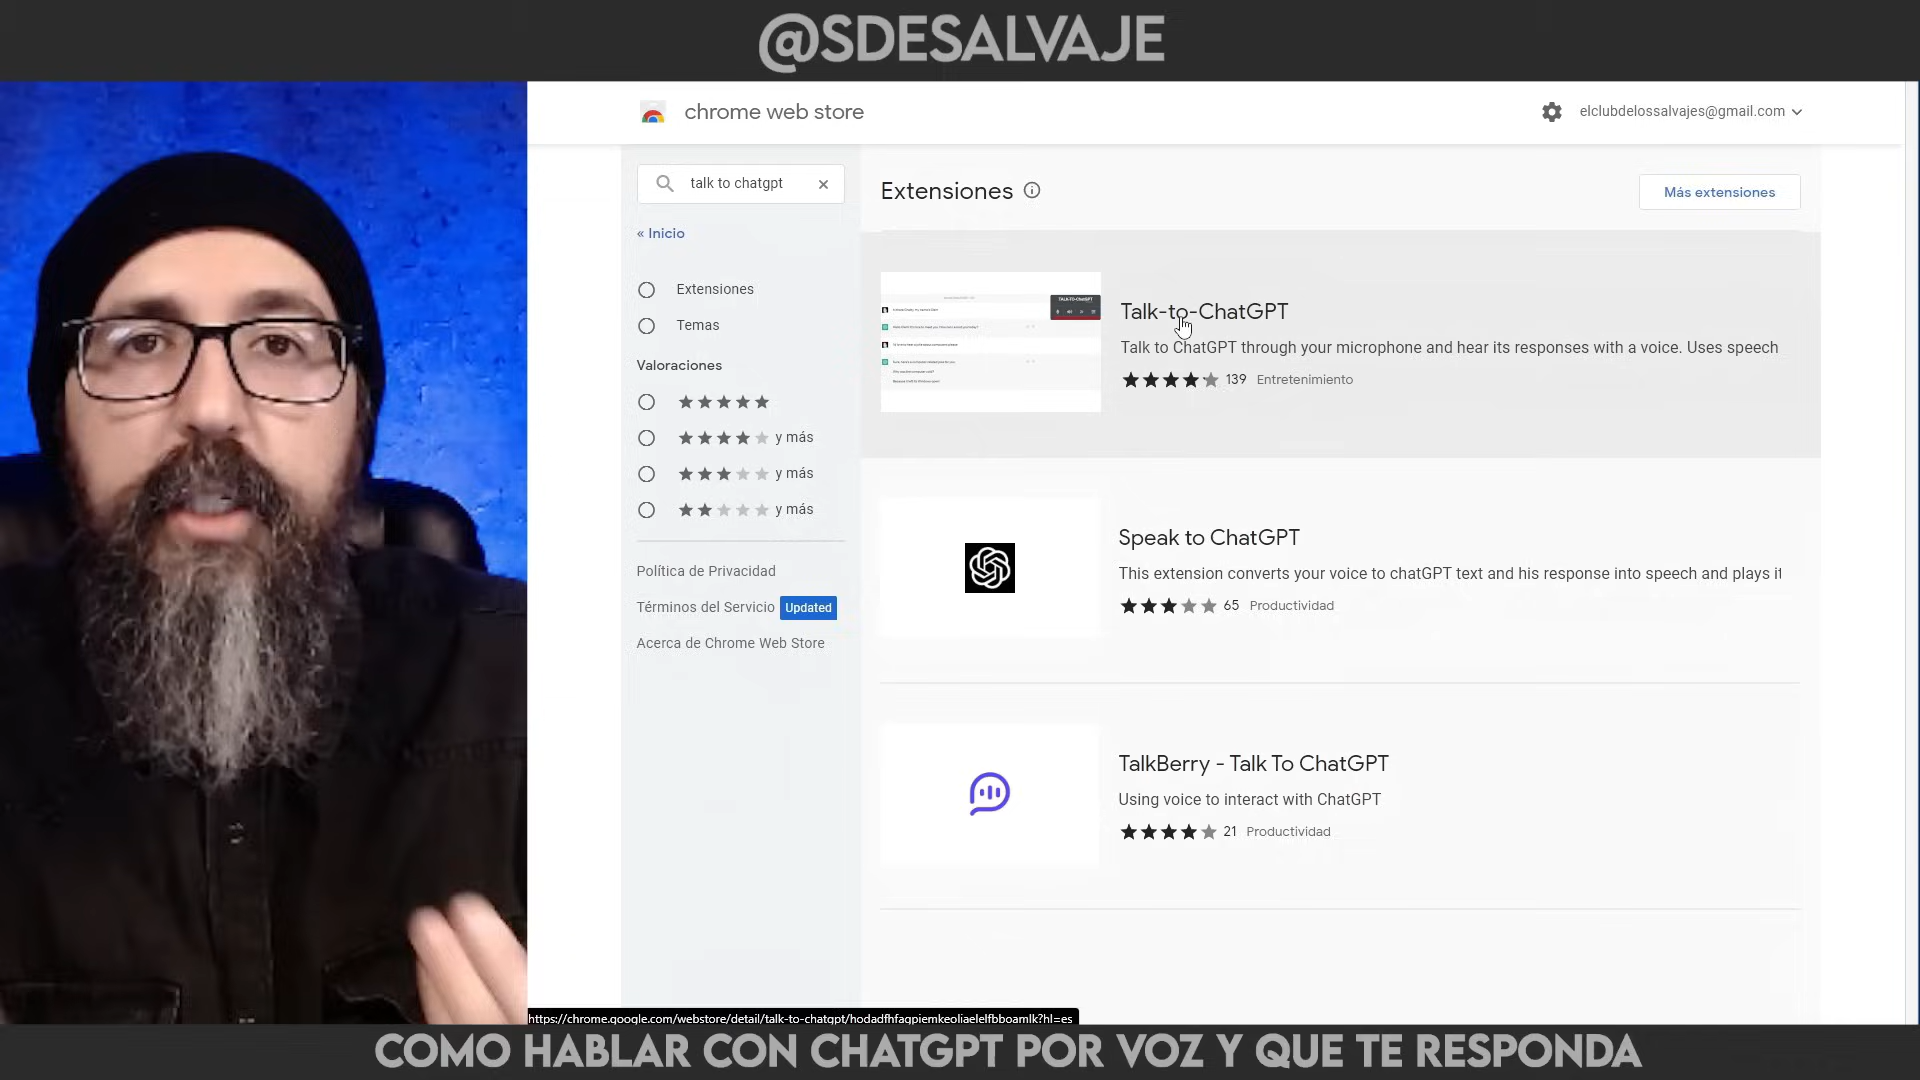 @SDESALVAJE
chrome web store
elclubdelossalvajes@gmail.com
talk to chatgpt
« Inicio
Extensiones
Temas
Valoraciones
y más
y más
y más
Política de Privacidad
Términos del Servicio Updated
Acerca de Chrome Web Store
Extensiones
Más extensiones
TALK-TO-ChatGPT
Talk-to-ChatGPT
Talk to ChatGPT through your microphone and hear its responses with a voice. Uses speech
139 Entretenimiento
Speak to ChatGPT
This extension converts your voice to chatGPT text and his response into speech and plays it
65 Productividad
TalkBerry - Talk To ChatGPT
Using voice to interact with ChatGPT
21 Productividad
https://chrome.google.com/webstore/detail/talk-to-chatgpt/hodadfhfagpiemkeoliaelelfbboamlk?hl=es
COMO HABLAR CON CHATGPT POR VOZ Y QUE TE RESPONDA